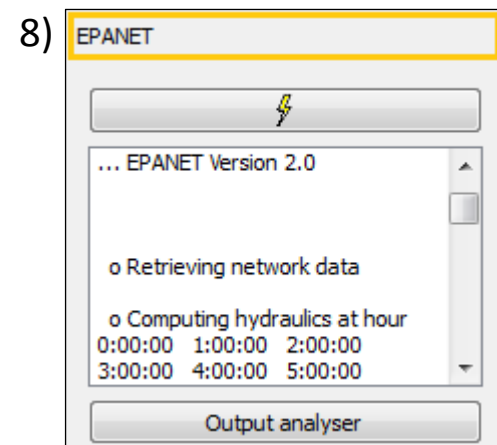 8)
EPANET
... EPANET Version 2.0
o Retrieving network data
o Computing hydraulics at hour
0:00:00 1:00:00 2:00:00
3:00:00 4:00:00 5:00:00
Output analyser